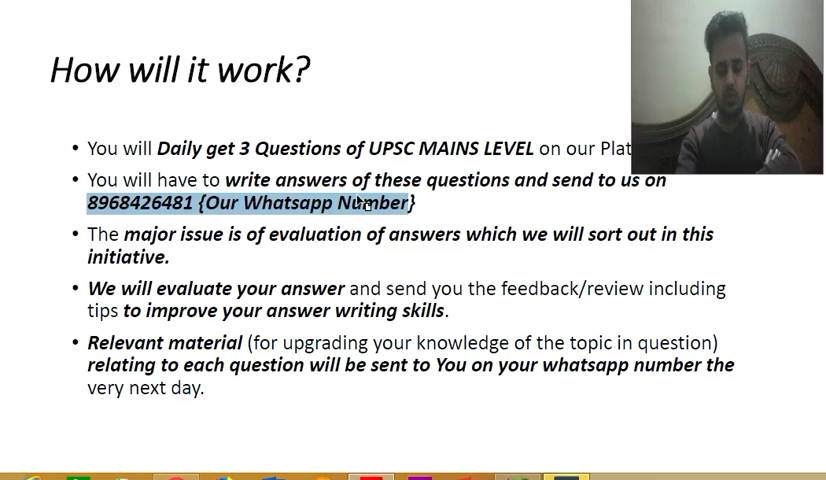 How will it work?
• You will Daily get 3 Questions of UPSC MAINS LEVEL on our
• You will have to write answers of these questions and send to us on
8968426481 {Our Whatsapp Number}
• The major issue is of evaluation of answers which we will sort out in this
initiative.
• We will evaluate your answer and send you the feedback/review including
tips to improve your answer writing skills.
• Relevant material (for upgrading your knowledge of the topic in question)
relating to each question will be sent to You on your whatsapp number the
very next day.